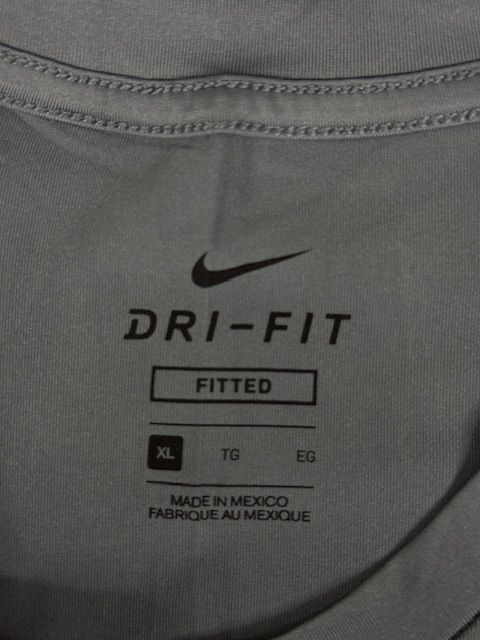 DRI-FIT
FITTED
XL TG EG
MADE IN MEXICO
FABRIQUE AU MEXIQUE